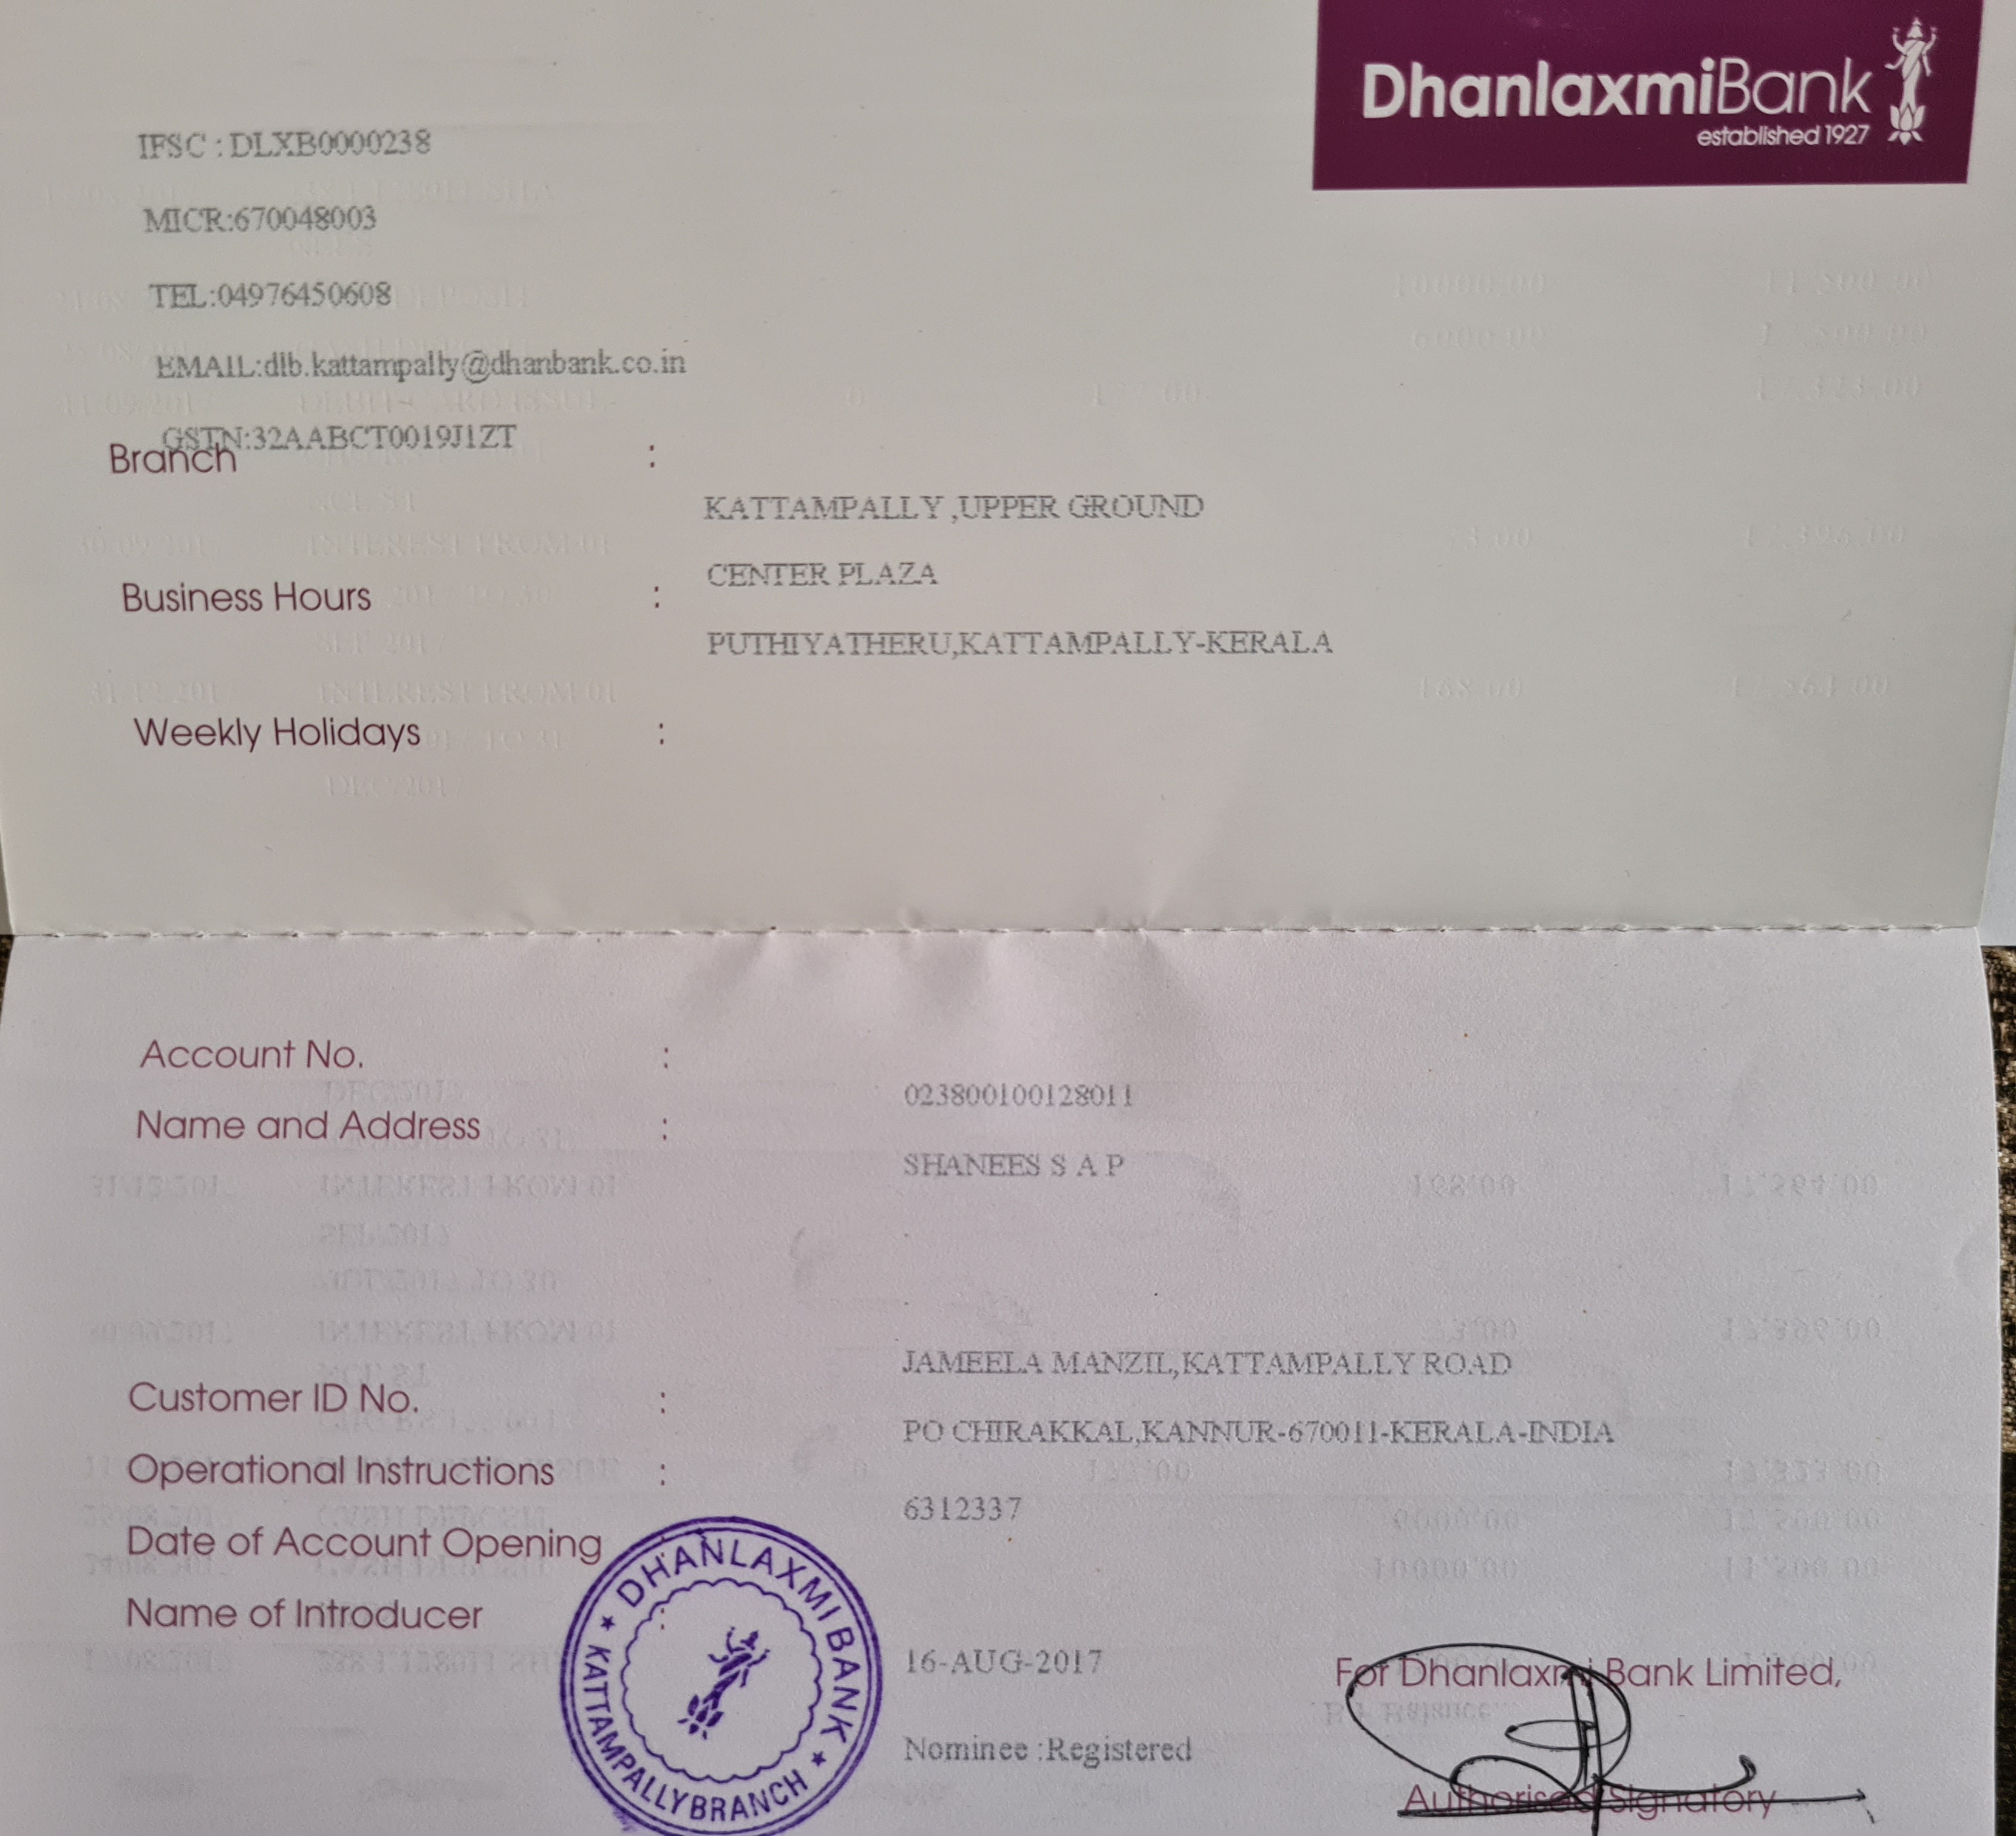 DhanlaxmiBank
established 1927
IFSC : DLXB0000238
MICR:670048003
TEL:04976450608
EMAIL:dlb.kattampally@dhanbank.co.in
GSTN:32AABCT0019J1ZT
Branch :
KATTAMPALLY ,UPPER GROUND
CENTER PLAZA
Business Hours :
PUTHIYATHERU,KATTAMPALLY-KERALA
Weekly Holidays :
Account No. :
023800100128011
Name and Address :
SHANEES S A P
JAMEELA MANZIL,KATTAMPALLY ROAD
Customer ID No. :
PO CHIRAKKAL,KANNUR-670011-KERALA-INDIA
Operational Instructions :
6312337
Date of Account Opening
Name of Introducer :
16-AUG-2017
Nominee :Registered
DHANLAXMI BANK
KATTAMPALLY BRANCH
For Dhanlaxmi Bank Limited,
Authorised Signatory